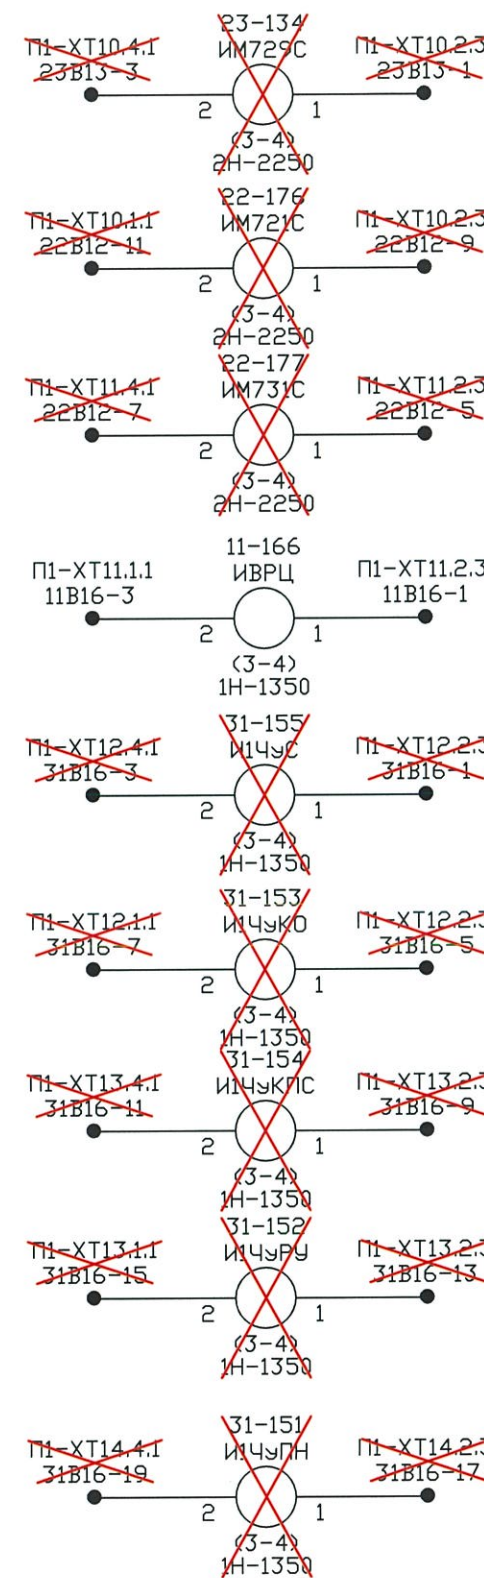 23-134
П1-ХТ10.4.1 ИМ729С П1-ХТ10.2.3
23В13-3 23В13-1
2 1
(3-4)
2Н-2250
22-176
П1-ХТ10.1.1 ИМ721С П1-ХТ10.2.3
22В12-11 22В12-9
2 1
(3-4)
2Н-2250
22-177
П1-ХТ11.4.1 ИМ731С П1-ХТ11.2.3
22В12-7 22В12-5
2 1
(3-4)
2Н-2250
11-166
П1-ХТ11.1.1 ИВРЦ П1-ХТ11.2.3
11В16-3 11В16-1
2 1
(3-4)
1Н-1350
31-155
П1-ХТ12.4.1 И1ЧУС П1-ХТ12.2.3
31В16-3 31В16-1
2 1
(3-4)
1Н-1350
31-153
П1-ХТ12.1.1 И1ЧУКО П1-ХТ12.2.3
31В16-7 31В16-5
2 1
(3-4)
1Н-1350
31-154
П1-ХТ13.4.1 И1ЧУКПС П1-ХТ13.2.3
31В16-11 31В16-9
2 1
(3-4)
1Н-1350
31-152
П1-ХТ13.1.1 И1ЧУРУ П1-ХТ13.2.3
31В16-15 31В16-13
2 1
(3-4)
1Н-1350
31-151
П1-ХТ14.4.1 И1ЧУПН П1-ХТ14.2.3
31В16-19 31В16-17
2 1
(3-4)
1Н-1350